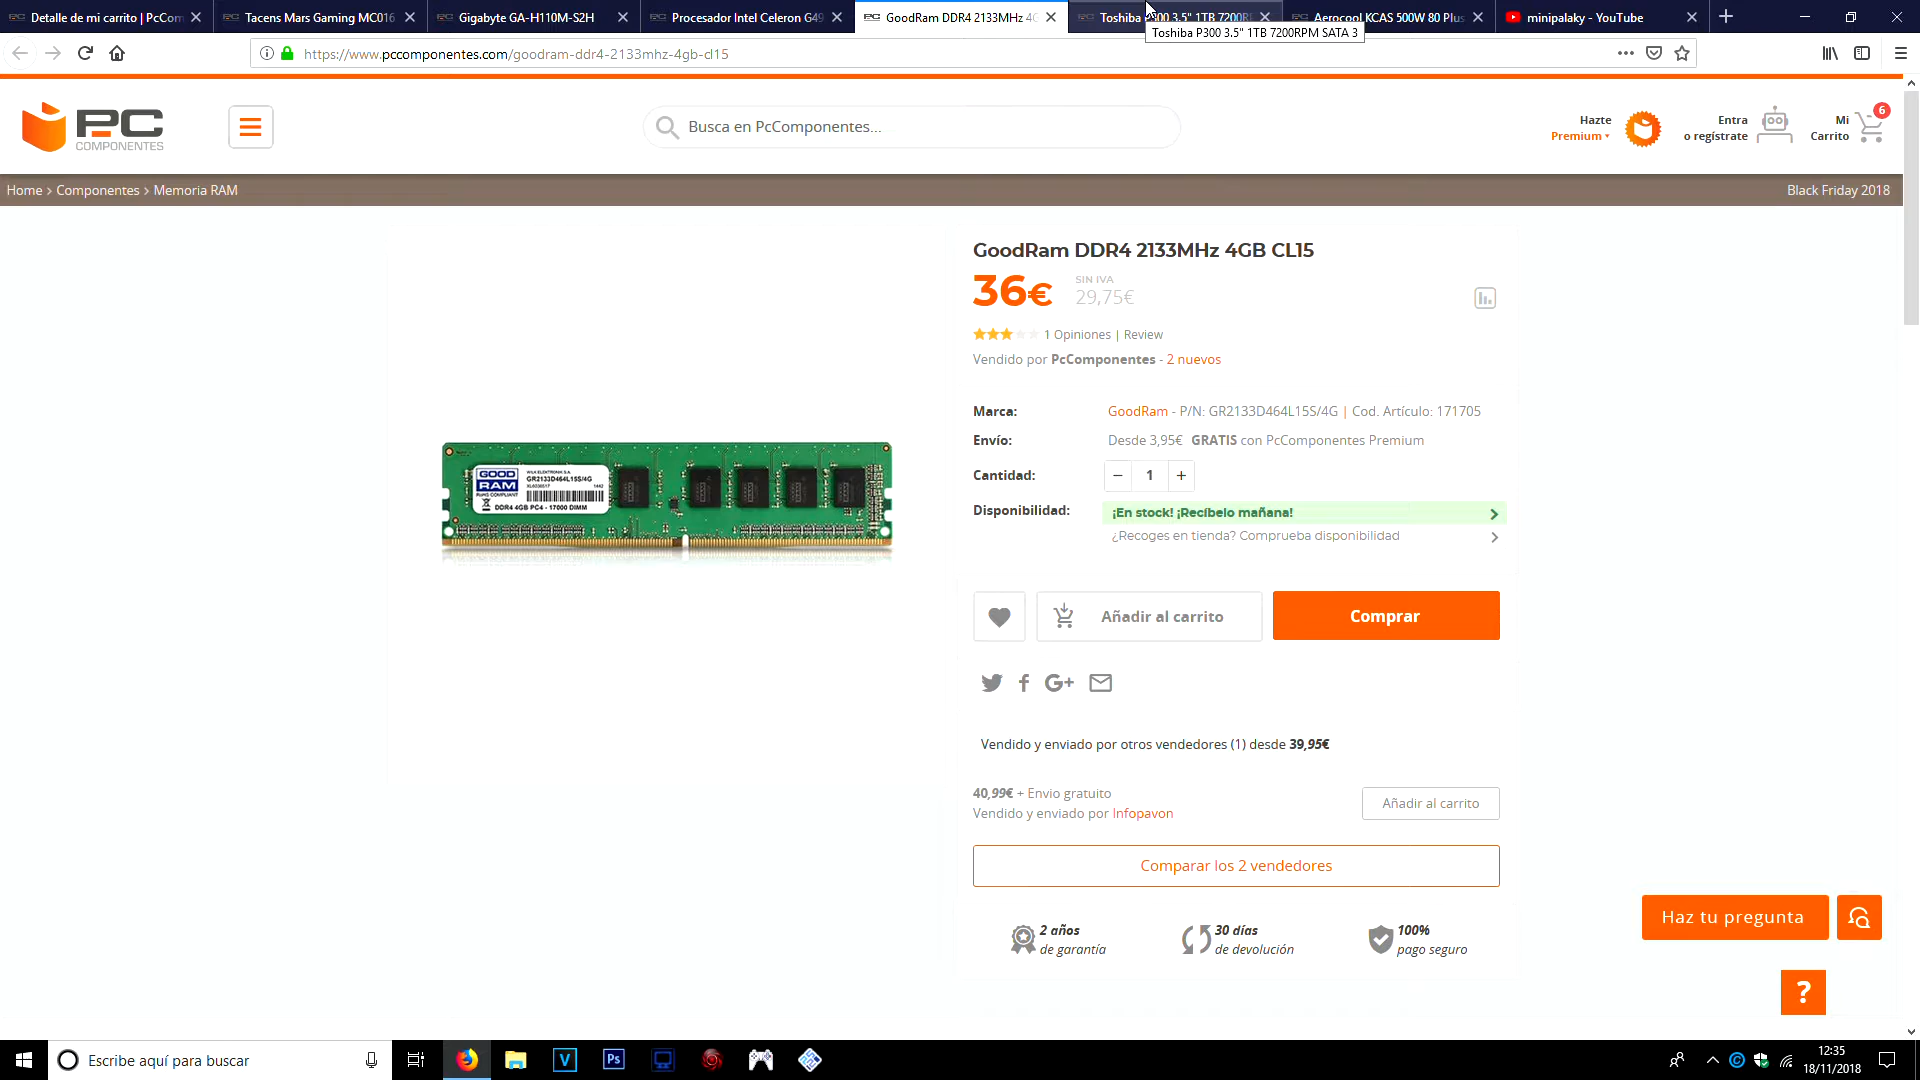 Detalle de mi carrito | PcCom
Tacens Mars Gaming MC016
Gigabyte GA-H110M-S2H
Procesador Intel Celeron G49
GoodRam DDR4 2133MHz 4G
Toshiba P300 3.5" 1TB 7200R
Aerocool KCAS 500W 80 Plus
minipalaky - YouTube
Toshiba P300 3.5" 1TB 7200RPM SATA 3
https://www.pccomponentes.com/goodram-ddr4-2133mhz-4gb-cl15
PC
COMPONENTES
Busca en PcComponentes...
Hazte
Premium
Entra
o regístrate
Mi
Carrito
6
Home > Componentes > Memoria RAM
Black Friday 2018
GoodRam DDR4 2133MHz 4GB CL15
36€
SIN IVA
29,75€
1 Opiniones | Review
Vendido por PcComponentes - 2 nuevos
Marca: GoodRam - P/N: GR2133D464L15S/4G | Cod. Artículo: 171705
Envío: Desde 3,95€ GRATIS con PcComponentes Premium
Cantidad: − 1 +
Disponibilidad: ¡En stock! ¡Recíbelo mañana!
¿Recoges en tienda? Comprueba disponibilidad
GOOD
RAM
RoHS COMPLIANT
WILK ELEKTRONIK S.A.
GR2133D464L15S/4G
DDR4 4GB PC4 - 17000 DIMM
Añadir al carrito
Comprar
G+
Vendido y enviado por otros vendedores (1) desde 39,95€
40,99€ + Envio gratuito
Vendido y enviado por Infopavon
Añadir al carrito
Comparar los 2 vendedores
2 años
de garantía
30 días
de devolución
100%
pago seguro
Haz tu pregunta
?
Escribe aquí para buscar
V
Ps
12:35
18/11/2018